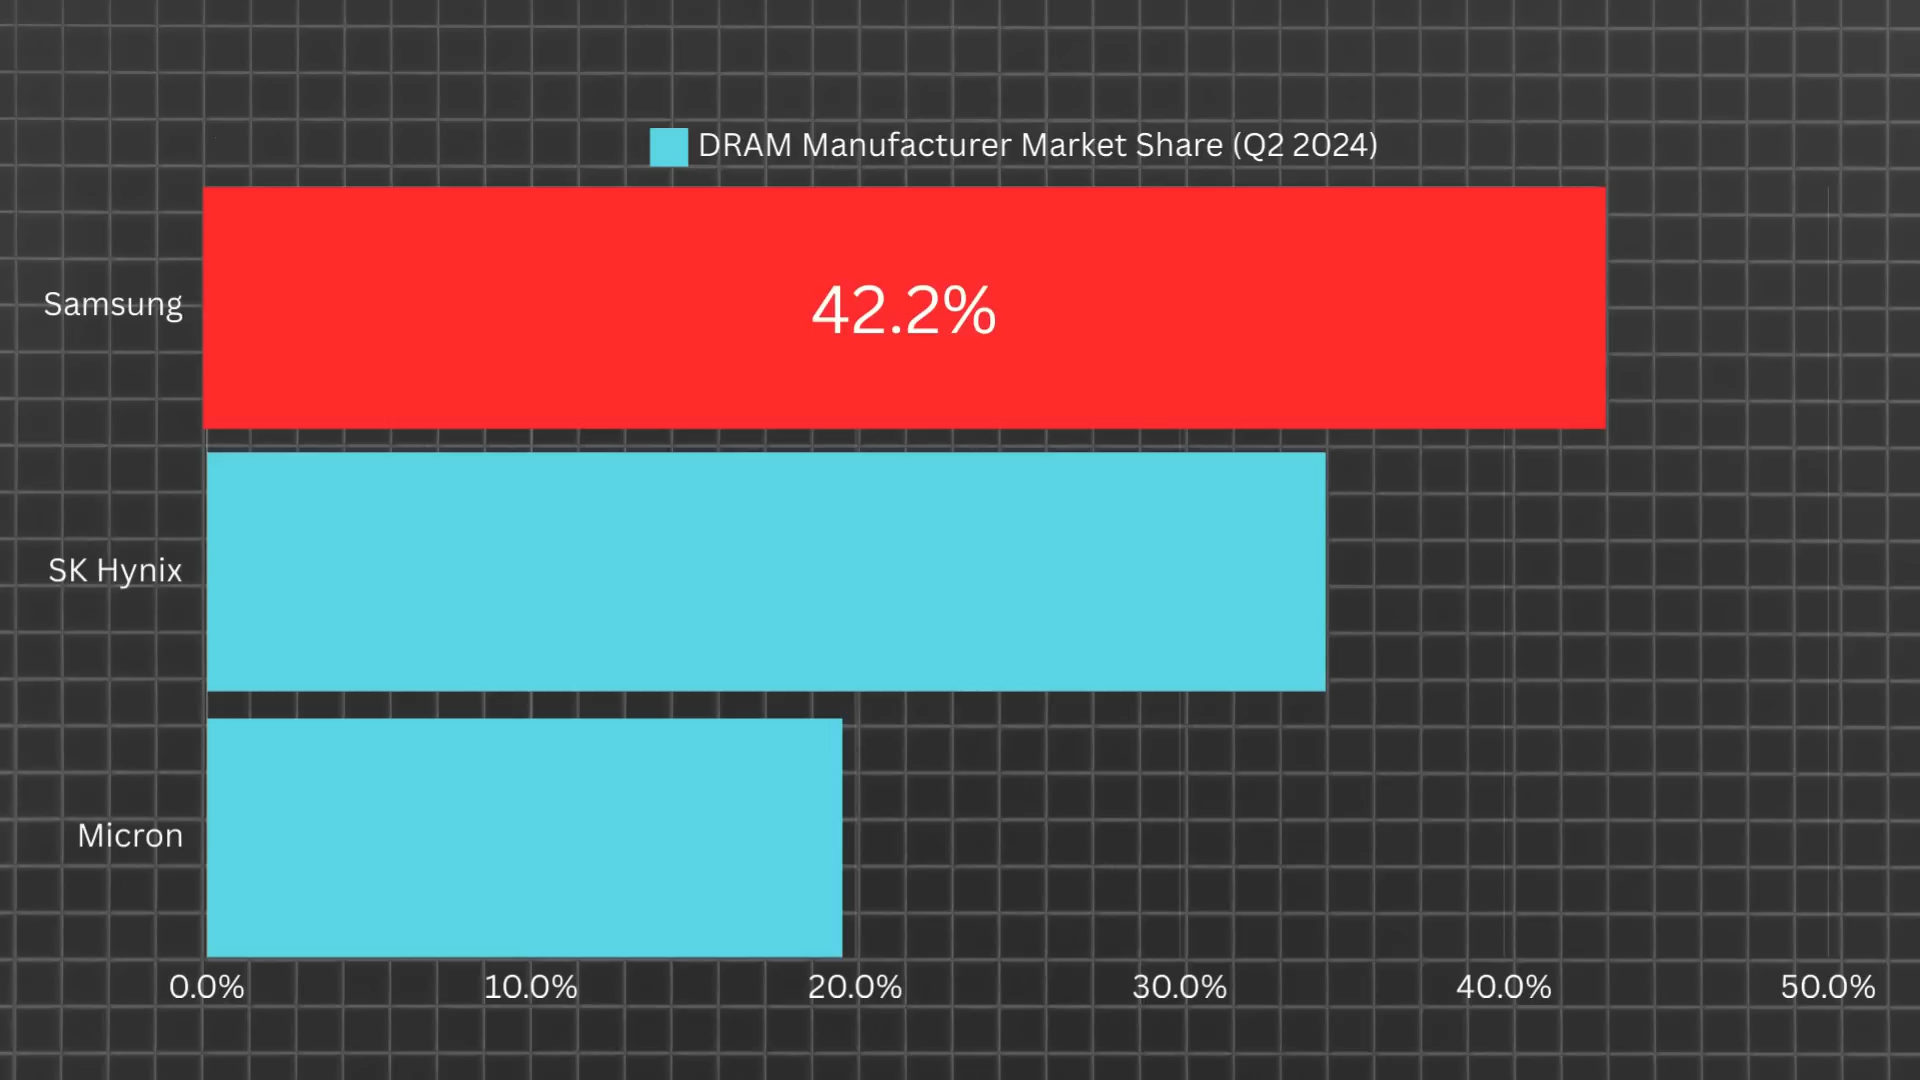 DRAM Manufacturer Market Share (Q2 2024)
Samsung
42.2%
SK Hynix
Micron
0.0% 10.0% 20.0% 30.0% 40.0% 50.0%